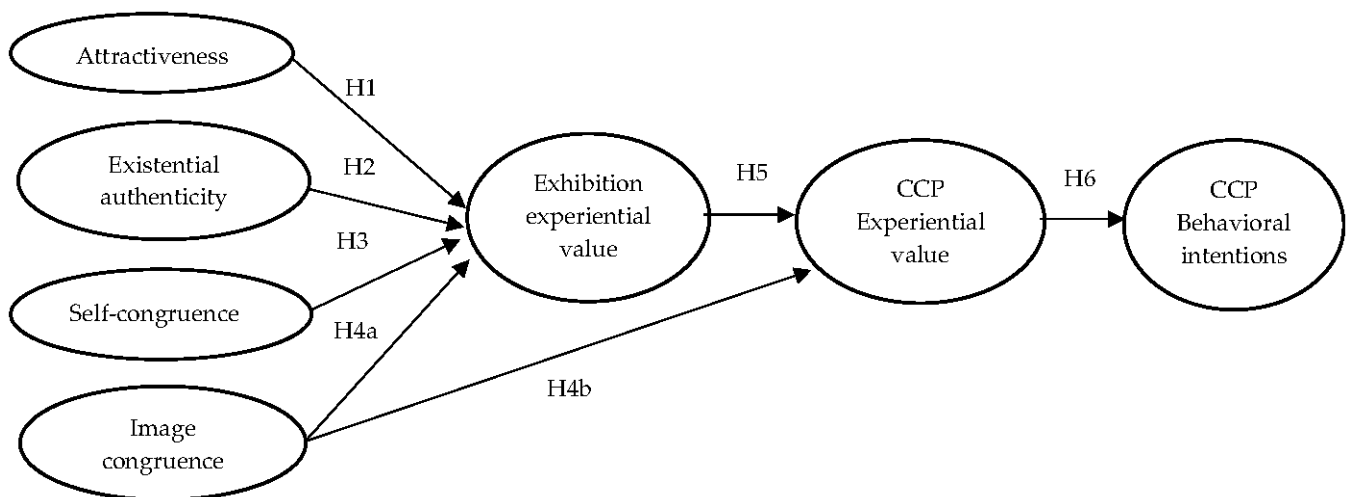 Attractiveness
H1
Existential
authenticity
H2
H3
Self-congruence
H4a
Image
congruence
H4b
Exhibition
experiential
value
H5
CCP
Experiential
value
H6
CCP
Behavioral
intentions